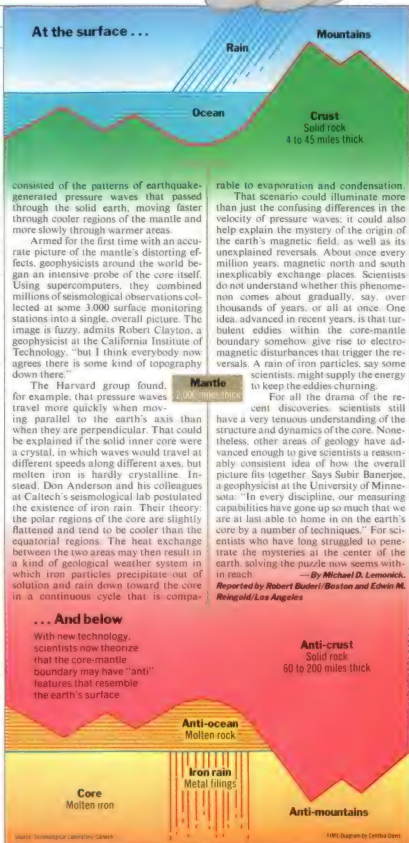 At the surface . . .
Rain
Mountains
Ocean
Crust
Solid rock
4 to 45 miles thick
consisted of the patterns of earthquake-
generated pressure waves that passed
through the solid earth, moving faster
through cooler regions of the mantle and
more slowly through warmer areas.
Armed for the first time with an accu-
rate picture of the mantle's distorting ef-
fects, geophysicists around the world be-
gan an intensive probe of the core itself.
Using supercomputers, they combined
millions of seismological observations col-
lected at some 3,000 surface monitoring
stations into a single, overall picture. The
image is fuzzy, admits Robert Clayton, a
geophysicist at the California Institute of
Technology, "but I think everybody now
agrees there is some kind of topography
down there."
The Harvard group found,
for example, that pressure waves
travel more quickly when mov-
ing parallel to the earth's axis than
when they are perpendicular. That could
be explained if the solid inner core were
a crystal, in which waves would travel at
different speeds along different axes, but
molten iron is hardly crystalline. In-
stead, Don Anderson and his colleagues
at Caltech's seismological lab postulated
the existence of iron rain. Their theory:
the polar regions of the core are slightly
flattened and tend to be cooler than the
equatorial regions. The heat exchange
between the two areas may then result in
a kind of geological weather system in
which iron particles precipitate out of
solution and rain down toward the core
in a continuous cycle that is compa-
Mantle
2,000 miles thick
rable to evaporation and condensation.
That scenario could illuminate more
than just the confusing differences in the
velocity of pressure waves; it could also
help explain the mystery of the origin of
the earth's magnetic field, as well as its
unexplained reversals. About once every
million years, magnetic north and south
inexplicably exchange places. Scientists
do not understand whether this phenome-
non comes about gradually, say, over
thousands of years, or all at once. One
idea, advanced in recent years, is that tur-
bulent eddies within the core-mantle
boundary somehow give rise to electro-
magnetic disturbances that trigger the re-
versals. A rain of iron particles, say some
scientists, might supply the energy
to keep the eddies churning.
For all the drama of the re-
cent discoveries, scientists still
have a very tenuous understanding of the
structure and dynamics of the core. None-
theless, other areas of geology have ad-
vanced enough to give scientists a reason-
ably consistent idea of how the overall
picture fits together. Says Subir Banerjee,
a geophysicist at the University of Minne-
sota: "In every discipline, our measuring
capabilities have gone up so much that we
are at last able to home in on the earth's
core by a number of techniques." For sci-
entists who have long struggled to pene-
trate the mysteries at the center of the
earth, solving the puzzle now seems with-
in reach. —By Michael D. Lemonick.
Reported by Robert Buderi/Boston and Edwin M.
Reingold/Los Angeles
. . . And below
With new technology,
scientists now theorize
that the core-mantle
boundary may have "anti"
features that resemble
the earth's surface
Anti-crust
Solid rock
60 to 200 miles thick
Anti-ocean
Molten rock
Iron rain
Metal filings
Core
Molten iron
Anti-mountains
Source: Seismological Laboratory Caltech
TIME Diagram by Cynthia Davis